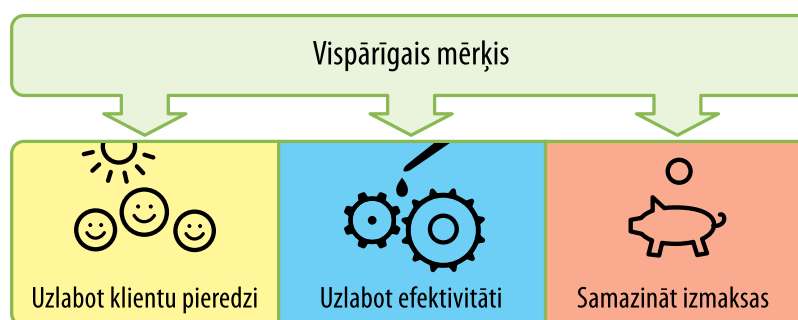 Vispārīgais mērķis
Uzlabot klientu pieredzi
Uzlabot efektivitāti
Samazināt izmaksas